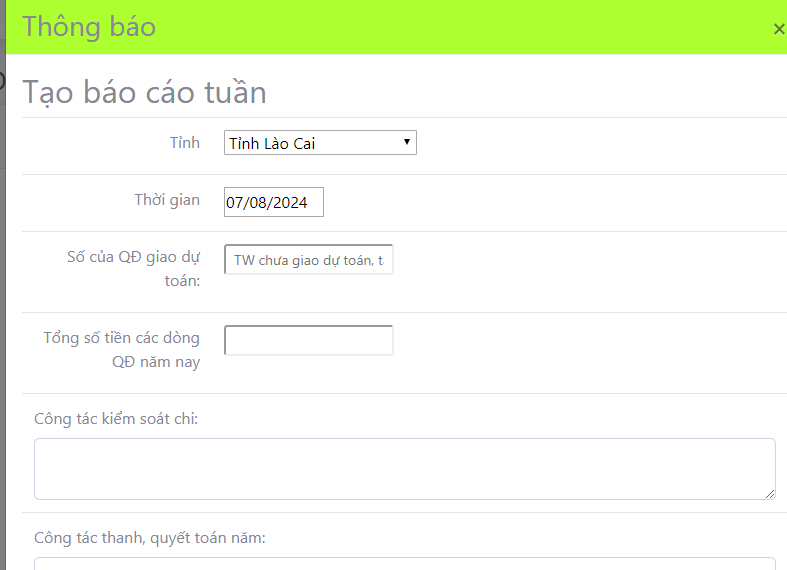 Thông báo
×
Tạo báo cáo tuần
Tỉnh
Tỉnh Lào Cai
Thời gian
07/08/2024
Số của QĐ giao dự
toán:
TW chưa giao dự toán, t
Tổng số tiền các dòng
QĐ năm nay
Công tác kiểm soát chi:
Công tác thanh, quyết toán năm: